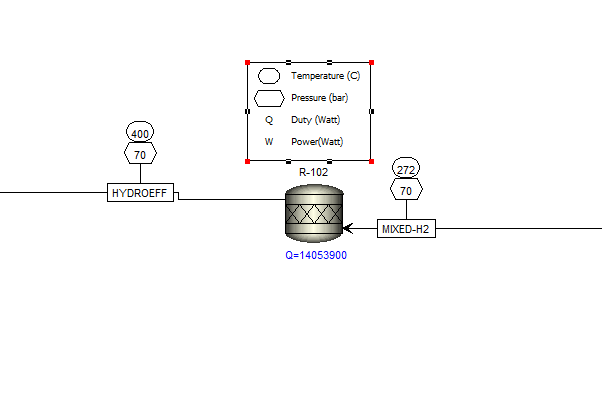 Temperature (C)
Pressure (bar)
Q Duty (Watt)
W Power(Watt)
R-102
400
70
HYDROEFF
272
70
MIXED-H2
Q=14053900